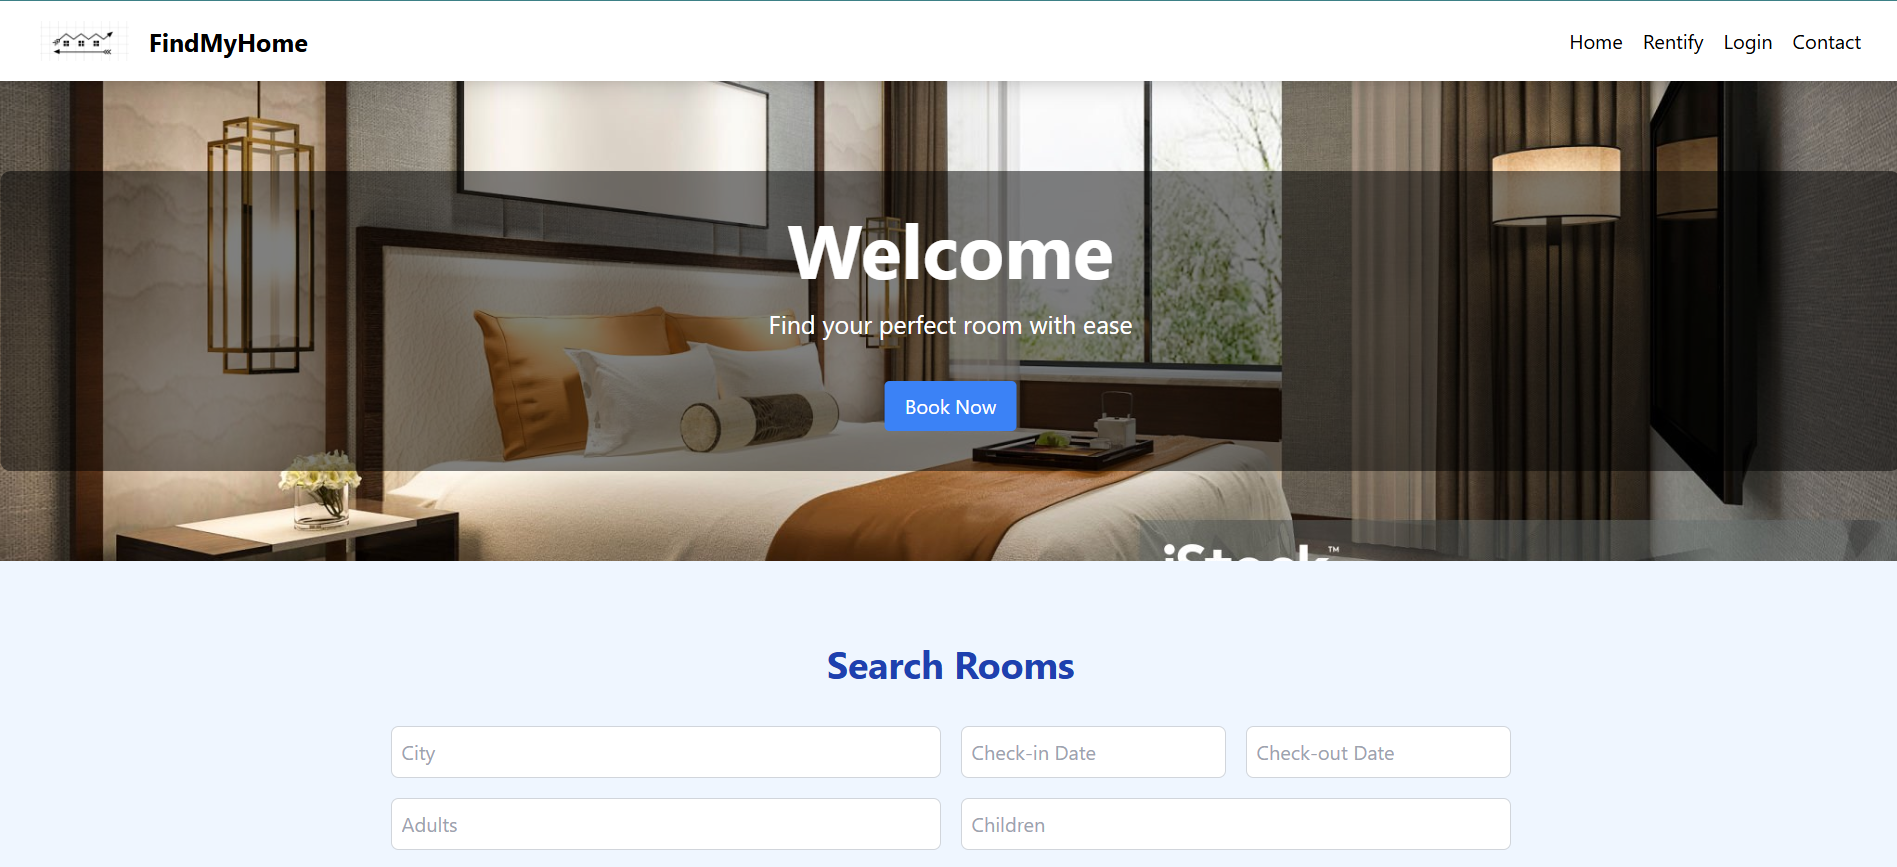 FindMyHome
Home Rentify Login Contact
Welcome
Find your perfect room with ease
Book Now
iStock™
Search Rooms
City
Check-in Date
Check-out Date
Adults
Children